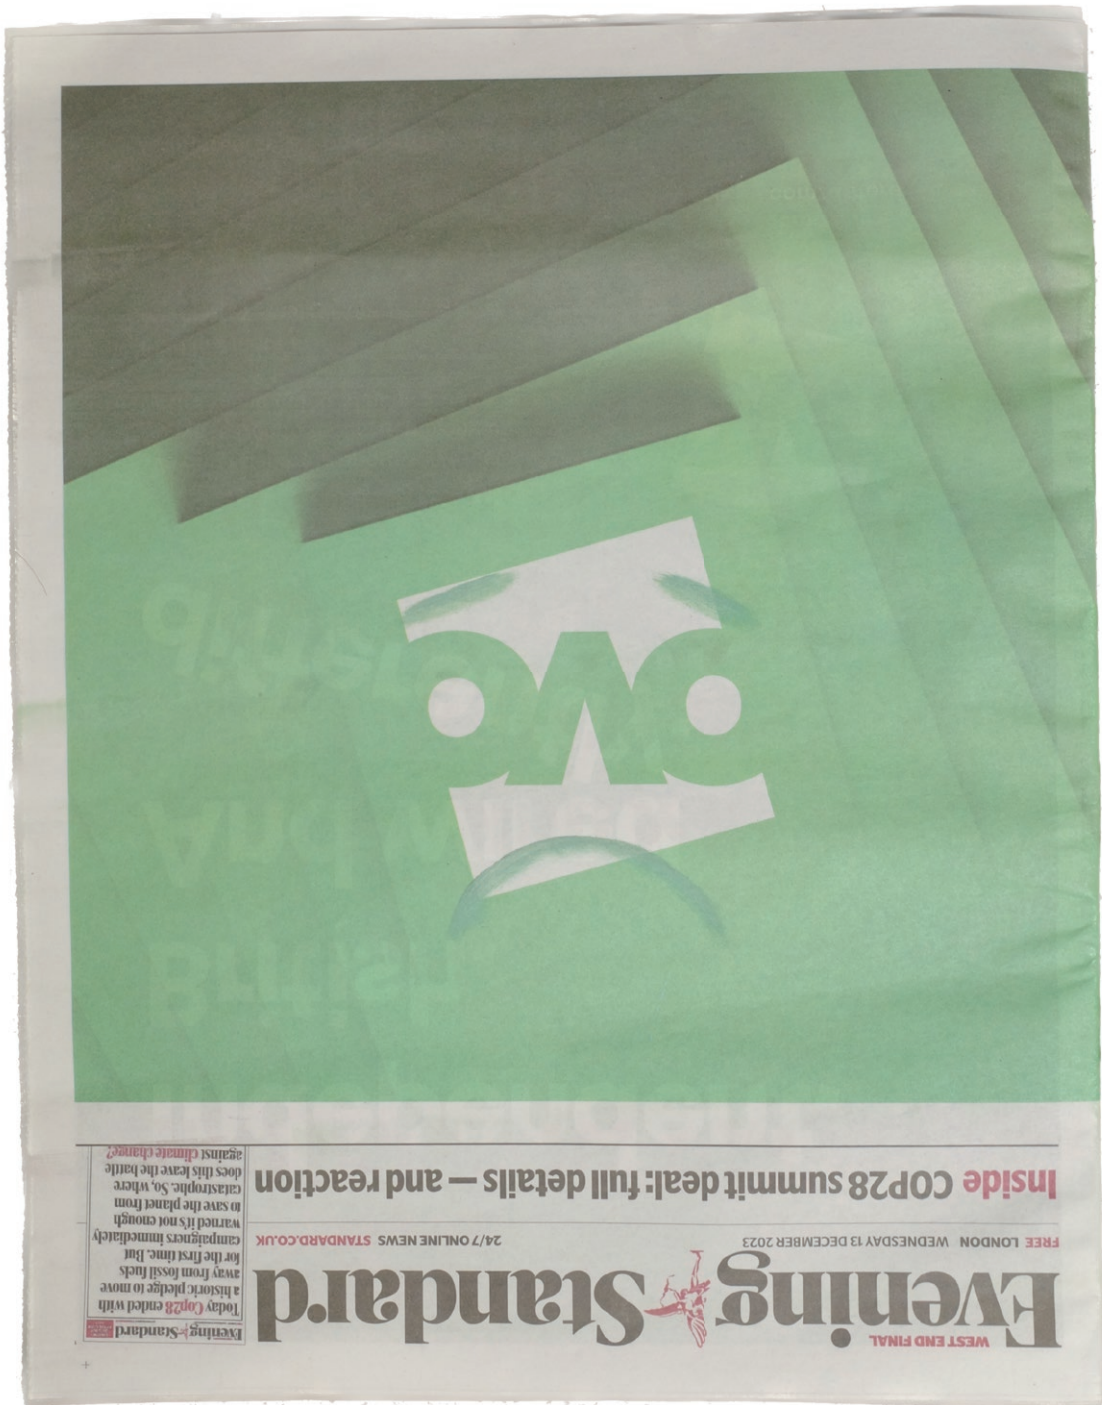 WEST END FINAL
Evening Standard
FREE LONDON WEDNESDAY 13 DECEMBER 2023
24/7 ONLINE NEWS STANDARD.CO.UK
Inside COP28 summit deal: full details — and reaction
Evening Standard
Today Cop28 ended with
a historic pledge to move
away from fossil fuels
for the first time. But
campaigners immediately
warned it's not enough
to save the planet from
catastrophe. So, where
does this leave the battle
against climate change?
OVO